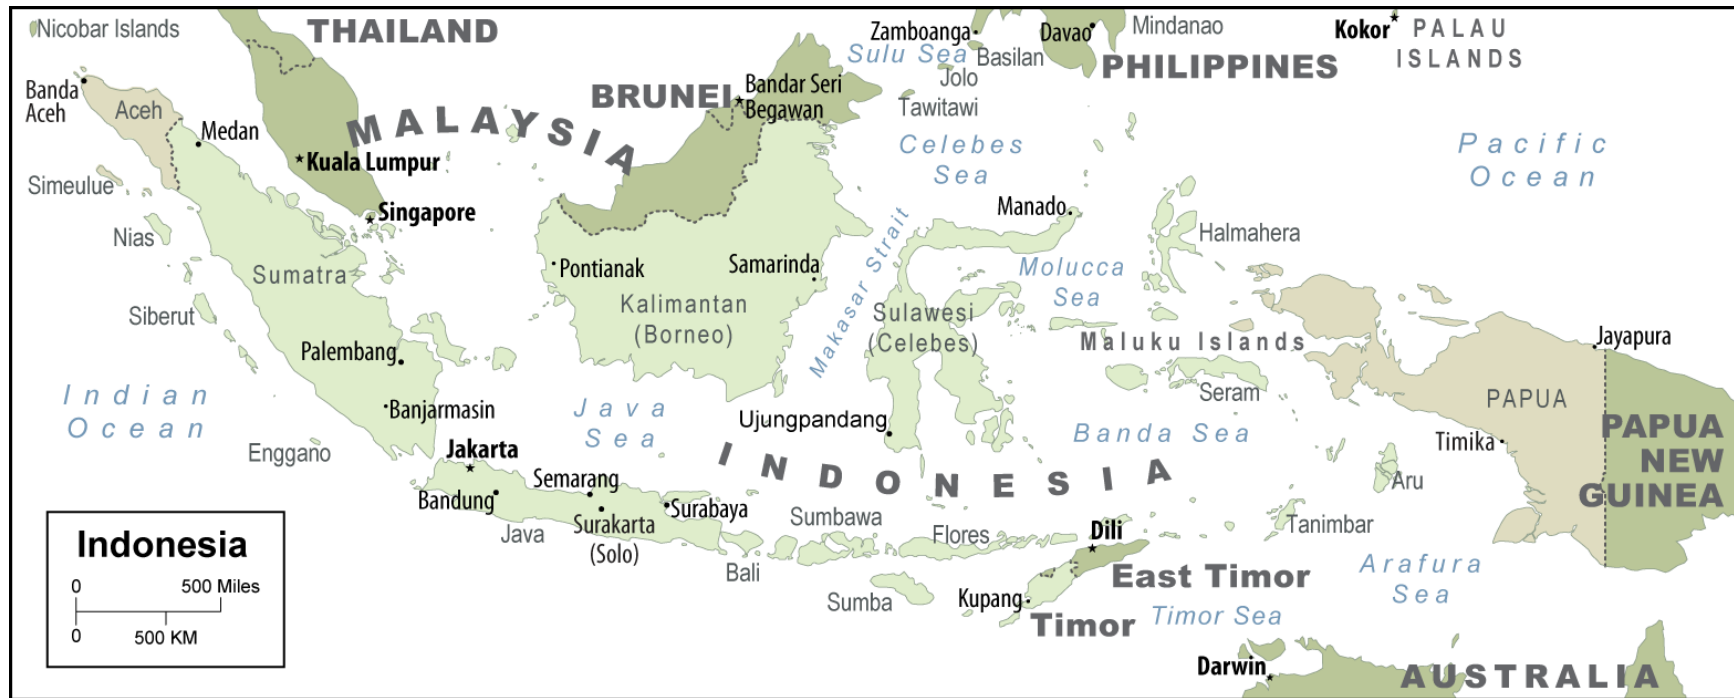 Nicobar Islands
THAILAND
Zamboanga
Sulu Sea
Basilan
Jolo
Tawitawi
Davao
Mindanao
PHILIPPINES
Kokor
PALAU
ISLANDS
Banda
Aceh
Aceh
Medan
MALAYSIA
BRUNEI
Bandar Seri
Begawan
Celebes
Sea
Pacific
Ocean
Simeulue
Kuala Lumpur
Singapore
Nias
Manado
Halmahera
Sumatra
Pontianak
Samarinda
Makasar Strait
Molucca
Sea
Siberut
Kalimantan
(Borneo)
Sulawesi
(Celebes)
Maluku Islands
Jayapura
Palembang
Seram
PAPUA
Indian
Ocean
Banjarmasin
Java
Sea
Ujungpandang
Banda Sea
Timika
PAPUA
NEW
GUINEA
Enggano
Jakarta
INDONESIA
Aru
Bandung
Semarang
Surakarta
(Solo)
Surabaya
Java
Sumbawa
Flores
Dili
Tanimbar
Bali
Sumba
Kupang
East Timor
Timor
Timor Sea
Arafura
Sea
Darwin
AUSTRALIA
Indonesia
0 500 Miles
0 500 KM